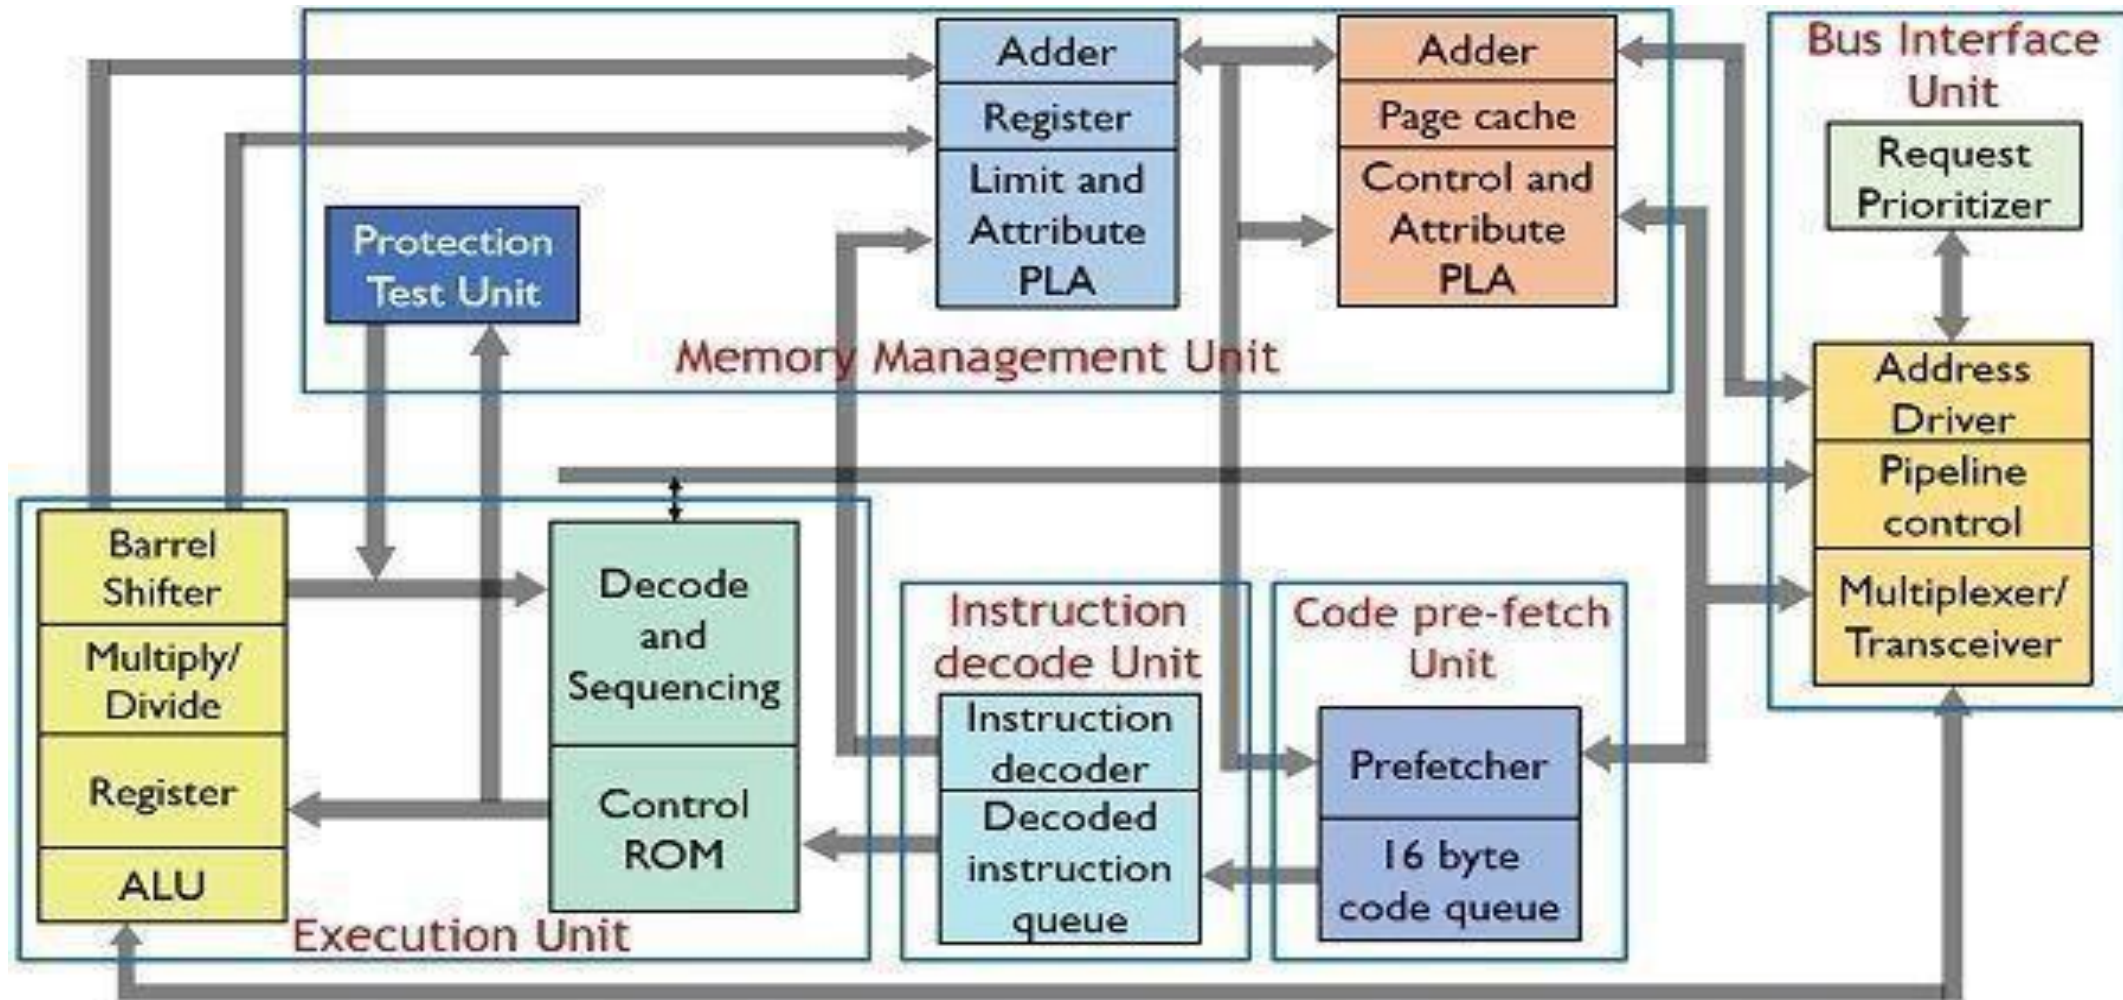 Adder
Register
Limit and
Attribute
PLA
Adder
Page cache
Control and
Attribute
PLA
Bus Interface
Unit
Request
Prioritizer
Protection
Test Unit
Memory Management Unit
Address
Driver
Pipeline
control
Multiplexer/
Transceiver
Barrel
Shifter
Multiply/
Divide
Register
ALU
Decode
and
Sequencing
Control
ROM
Execution Unit
Instruction
decode Unit
Instruction
decoder
Decoded
instruction
queue
Code pre-fetch
Unit
Prefetcher
16 byte
code queue